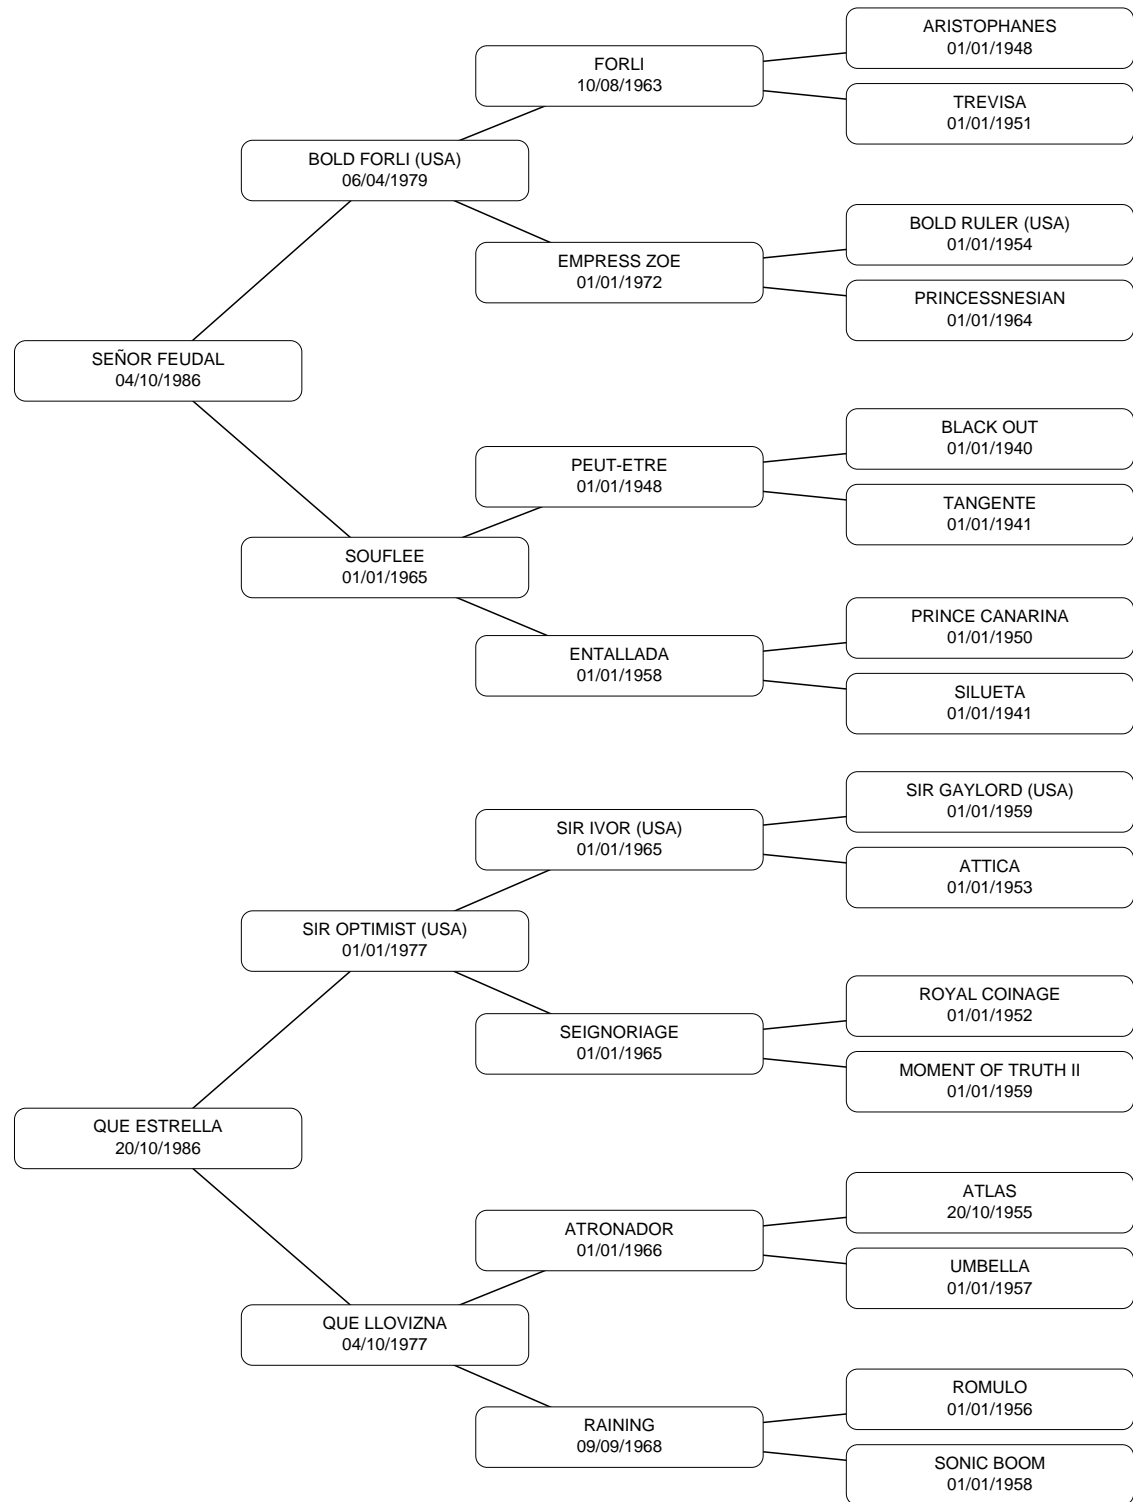 ARISTOPHANES
01/01/1948
FORLI
10/08/1963
TREVISA
01/01/1951
BOLD FORLI (USA)
06/04/1979
BOLD RULER (USA)
01/01/1954
EMPRESS ZOE
01/01/1972
PRINCESSNESIAN
01/01/1964
SEÑOR FEUDAL
04/10/1986
BLACK OUT
01/01/1940
PEUT-ETRE
01/01/1948
TANGENTE
01/01/1941
SOUFLEE
01/01/1965
PRINCE CANARINA
01/01/1950
ENTALLADA
01/01/1958
SILUETA
01/01/1941
SIR GAYLORD (USA)
01/01/1959
SIR IVOR (USA)
01/01/1965
ATTICA
01/01/1953
SIR OPTIMIST (USA)
01/01/1977
ROYAL COINAGE
01/01/1952
SEIGNORIAGE
01/01/1965
MOMENT OF TRUTH II
01/01/1959
QUE ESTRELLA
20/10/1986
ATLAS
20/10/1955
ATRONADOR
01/01/1966
UMBELLA
01/01/1957
QUE LLOVIZNA
04/10/1977
ROMULO
01/01/1956
RAINING
09/09/1968
SONIC BOOM
01/01/1958